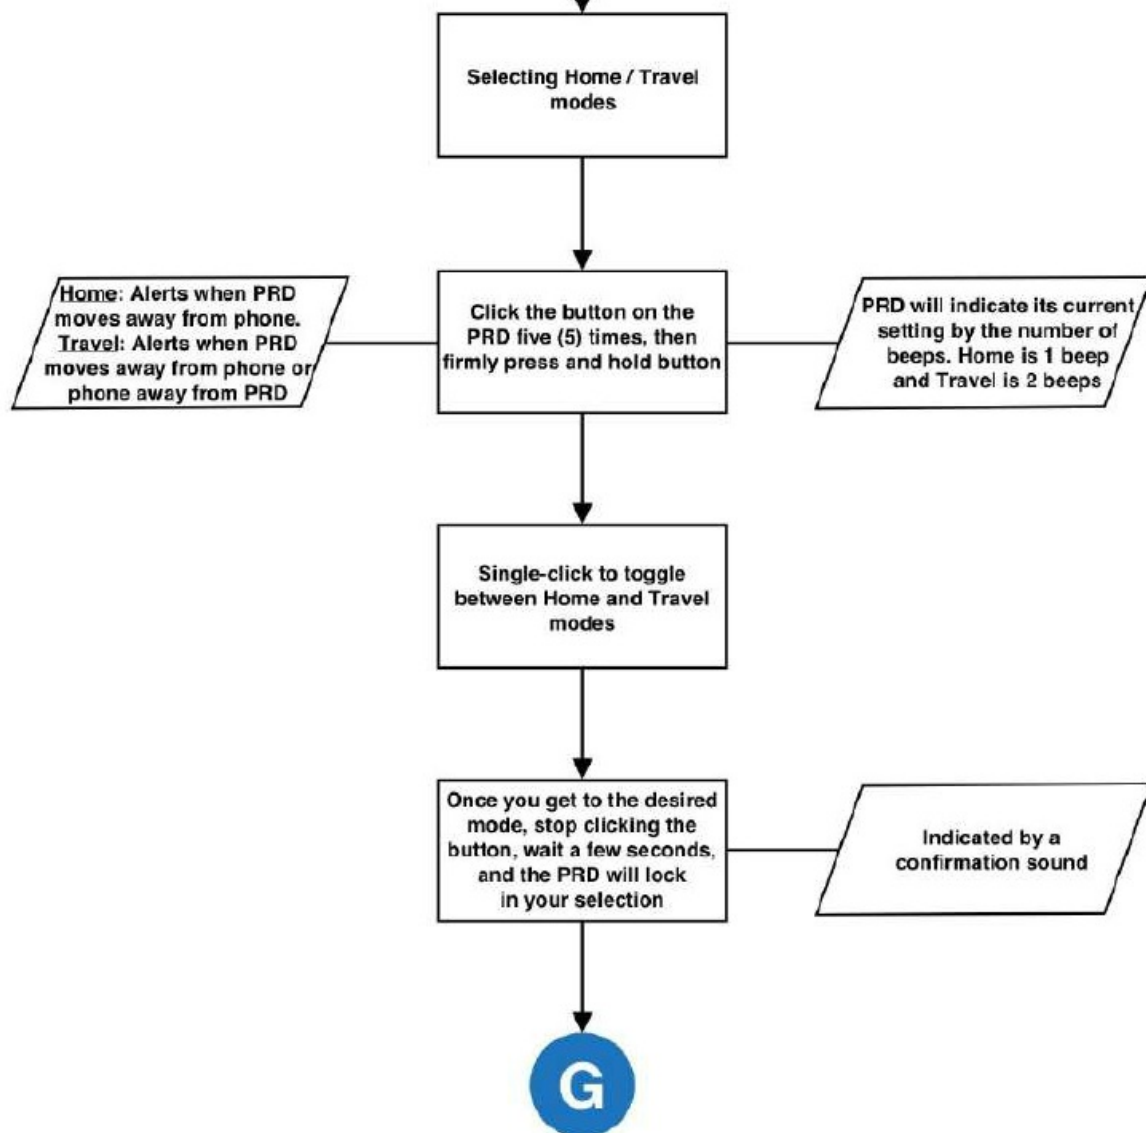 Selecting Home / Travel
modes
Home: Alerts when PRD
moves away from phone.
Travel: Alerts when PRD
moves away from phone or
phone away from PRD
Click the button on the
PRD five (5) times, then
firmly press and hold button
PRD will indicate its current
setting by the number of
beeps. Home is 1 beep
and Travel is 2 beeps
Single-click to toggle
between Home and Travel
modes
Once you get to the desired
mode, stop clicking the
button, wait a few seconds,
and the PRD will lock
in your selection
Indicated by a
confirmation sound
G